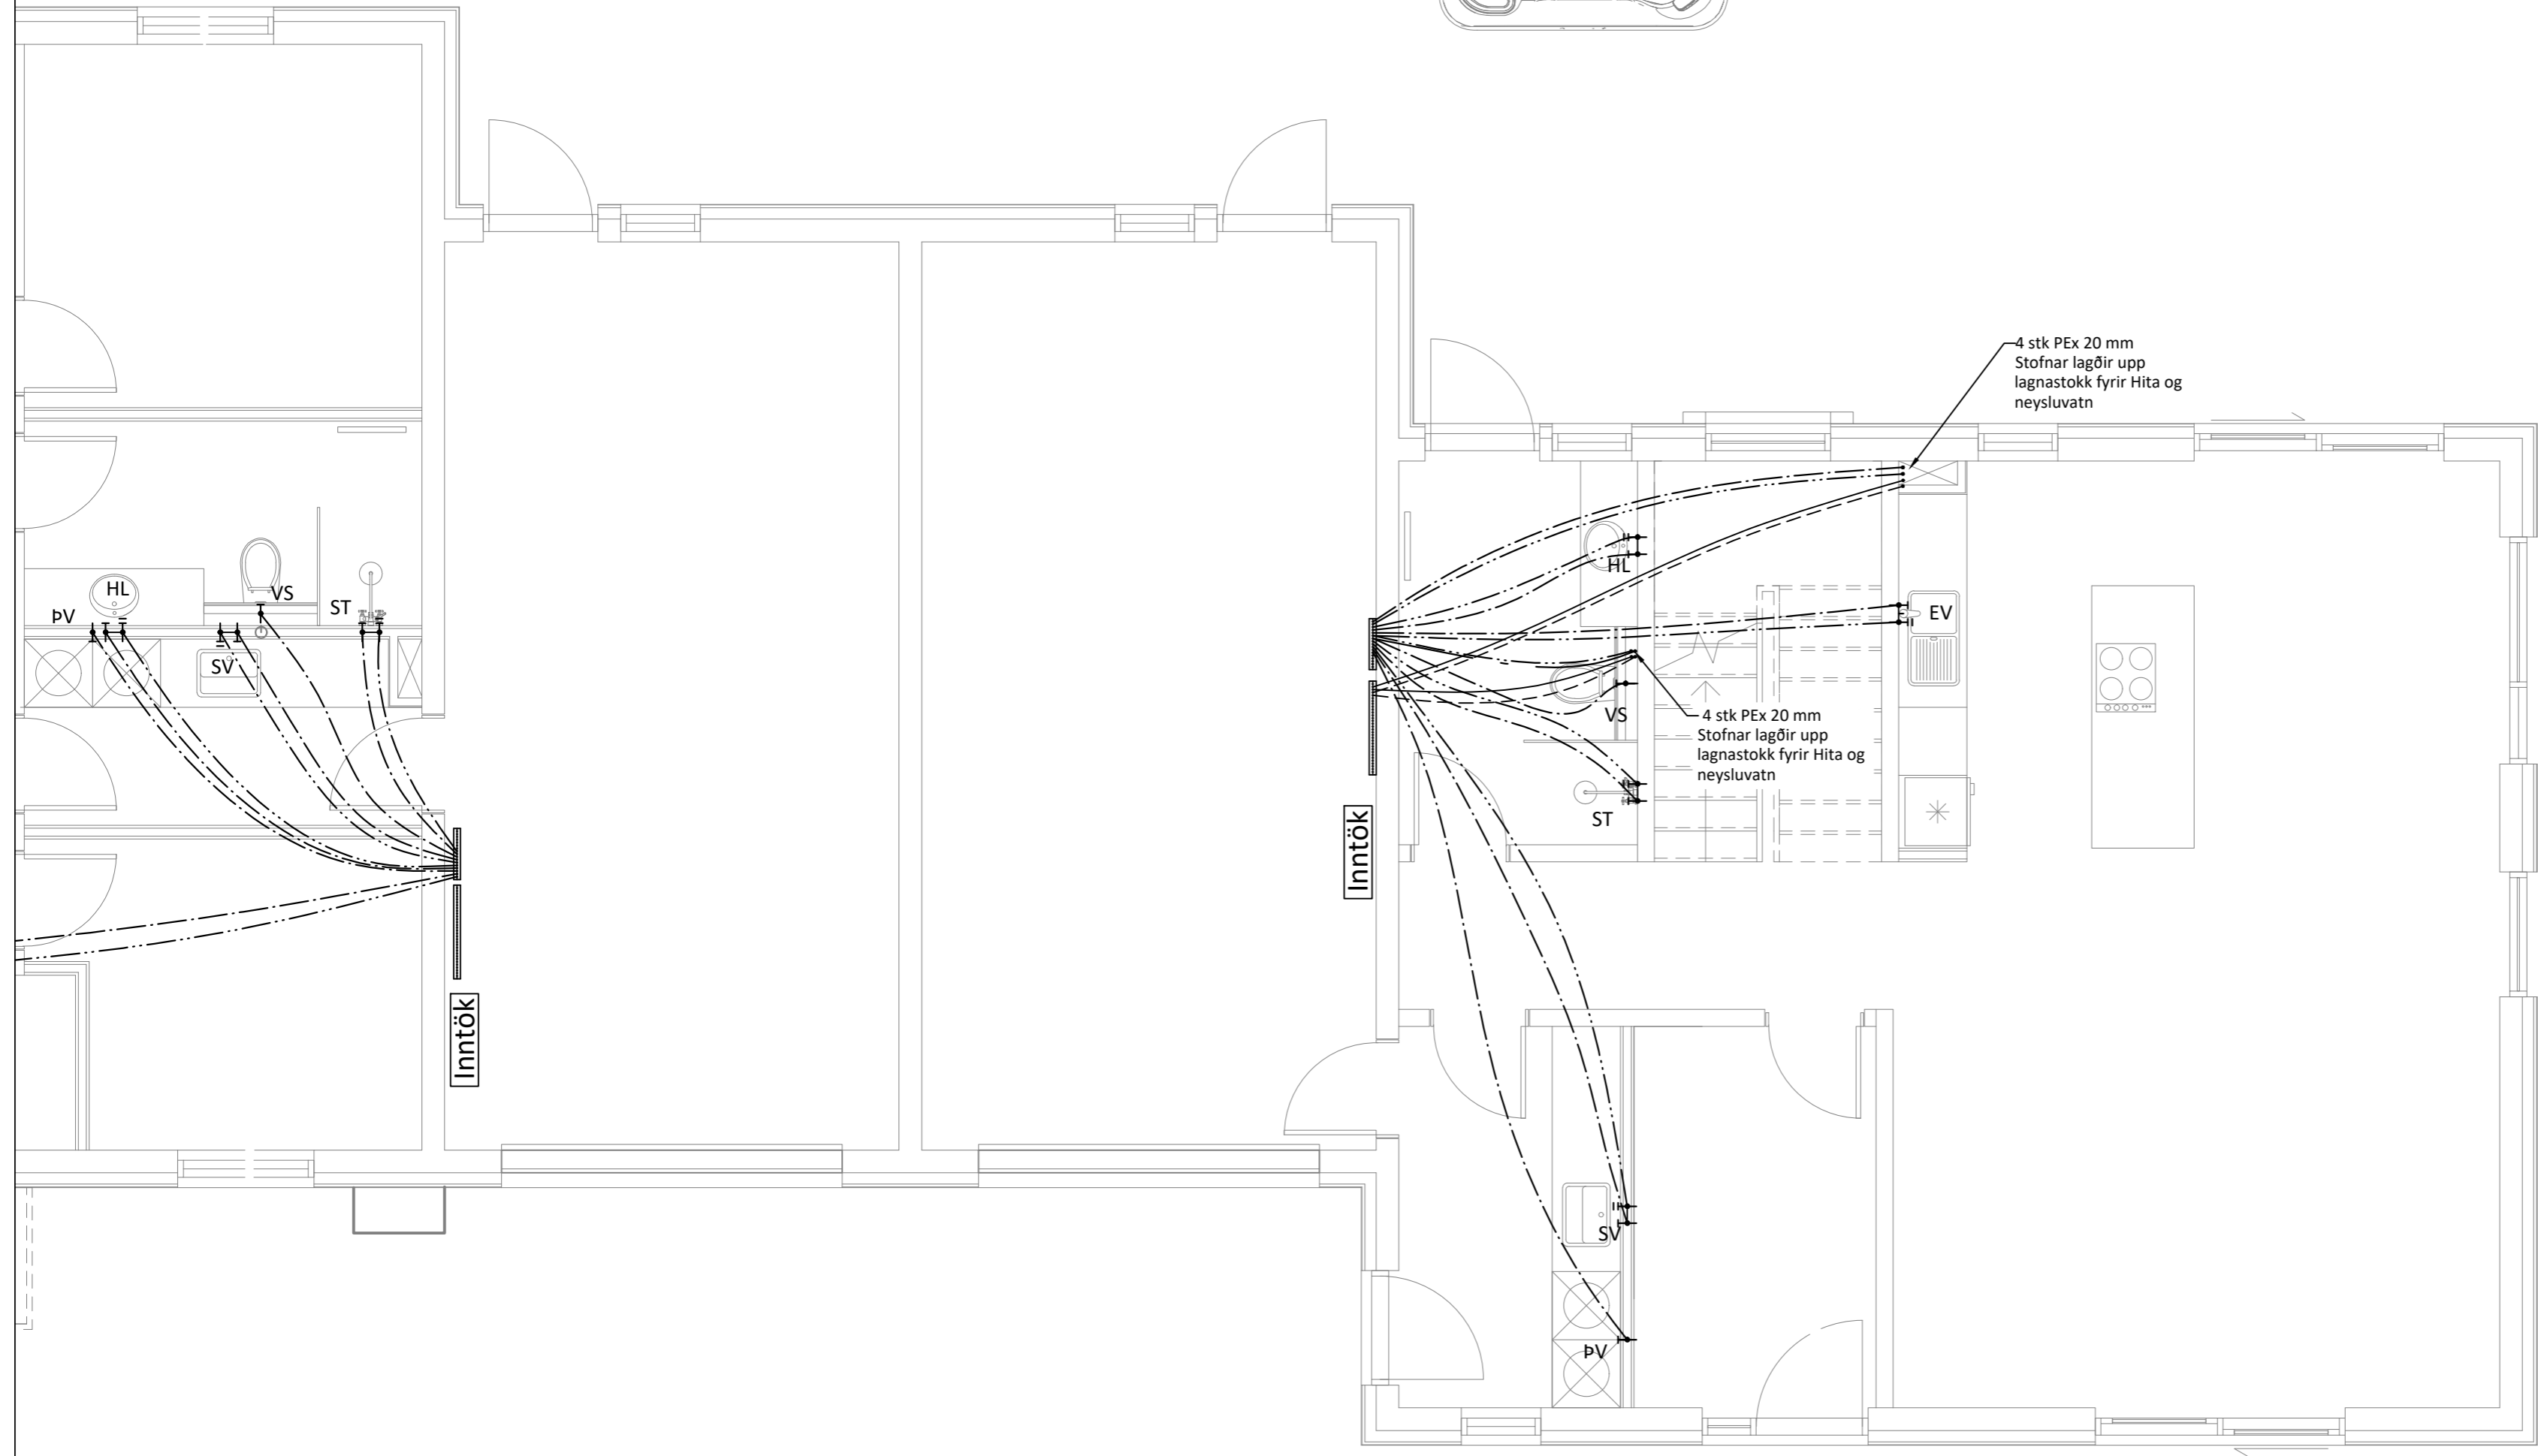 4 stk PEx 20 mm
Stofnar lagðir upp
lagnastokk fyrir Hita og
neysluvatn
HL
HL
VS
ST
ÞV
EV
SV
VS
4 stk PEx 20 mm
Stofnar lagðir upp
lagnastokk fyrir Hita og
neysluvatn
ST
Inntök
Inntök
SV
ÞV